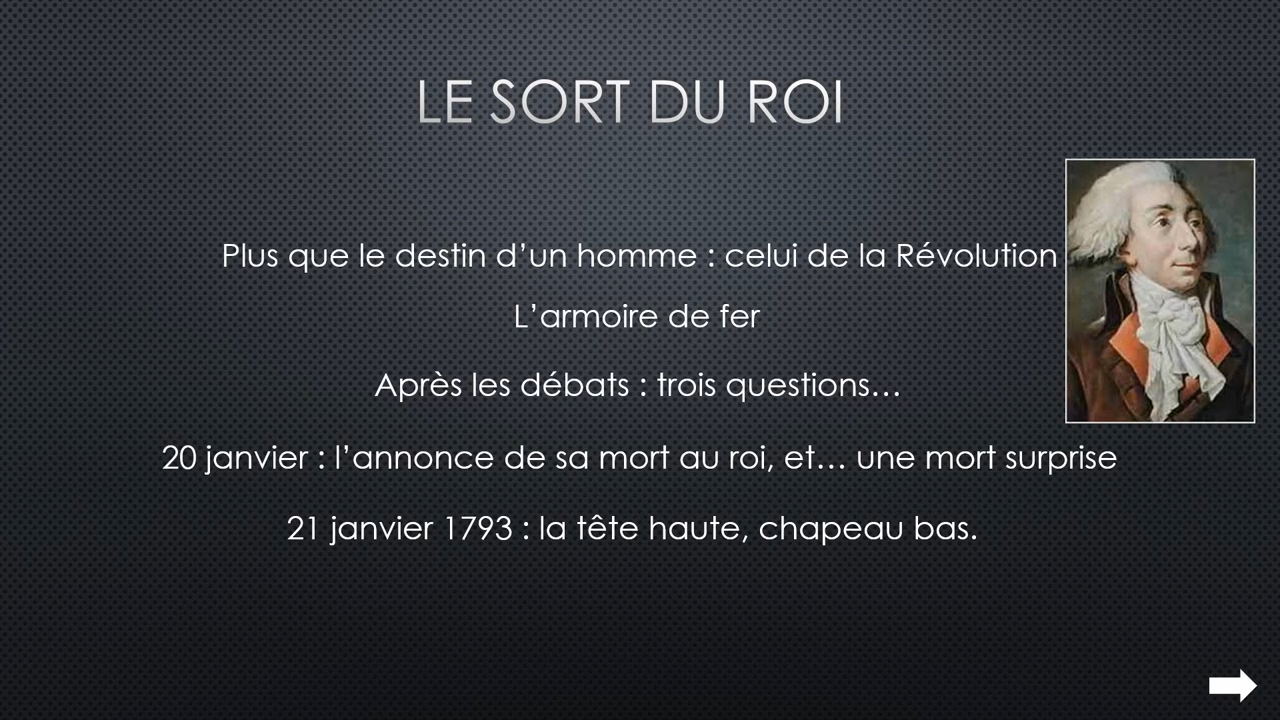 LE SORT DU ROI
Plus que le destin d’un homme : celui de la Révolution
L’armoire de fer
Après les débats : trois questions…
20 janvier : l’annonce de sa mort au roi, et… une mort surprise
21 janvier 1793 : la tête haute, chapeau bas.